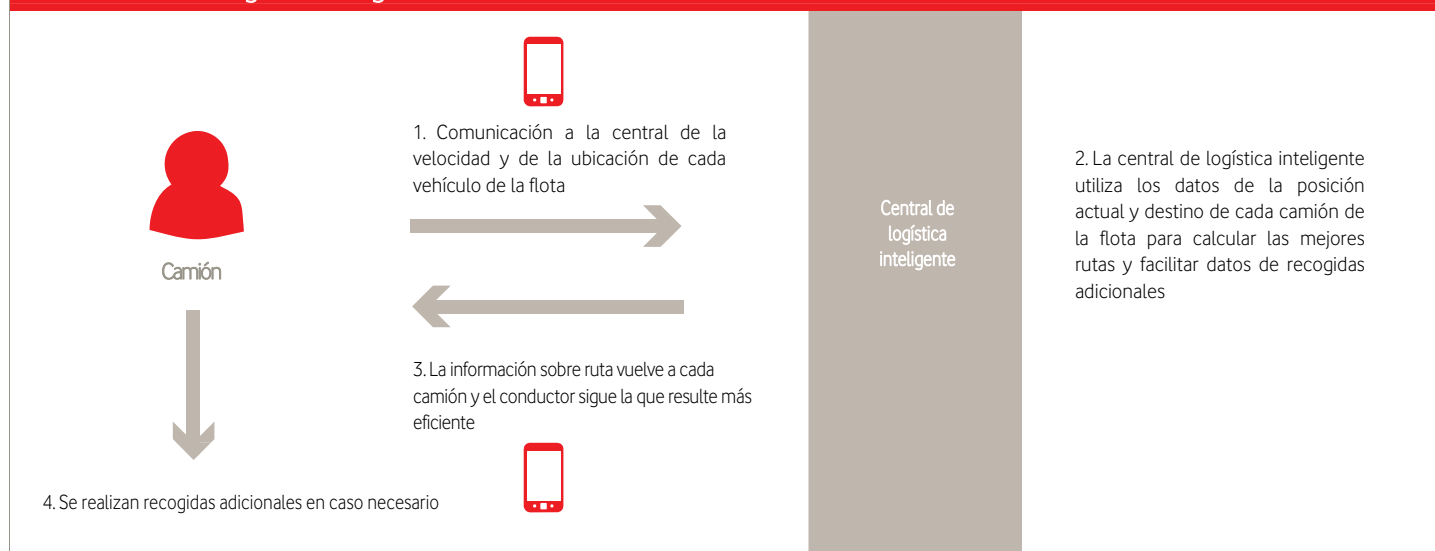 1. Comunicación a la central de la
velocidad y de la ubicación de cada
vehículo de la flota
Camión
Central de
logística
inteligente
2. La central de logística inteligente
utiliza los datos de la posición
actual y destino de cada camión de
la flota para calcular las mejores
rutas y facilitar datos de recogidas
adicionales
3. La información sobre ruta vuelve a cada
camión y el conductor sigue la que resulte más
eficiente
4. Se realizan recogidas adicionales en caso necesario